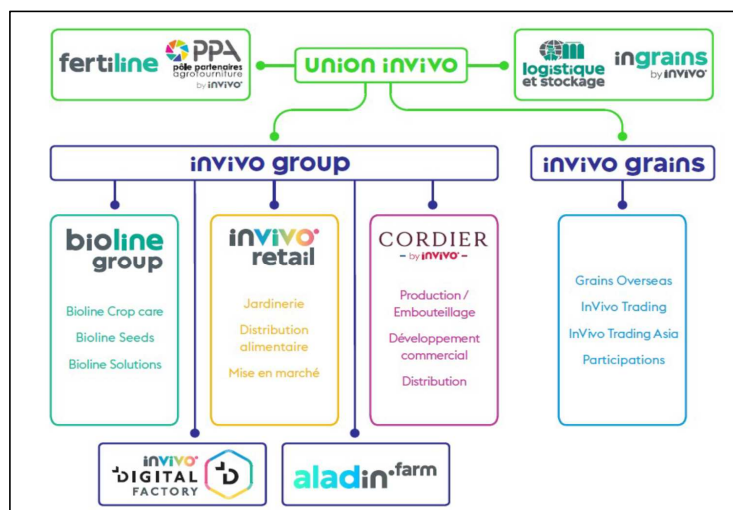 fertiline
PPA
pôle partenaires
agrofourniture
by invivo
union invivo
logistique
et stockage
ingrains
by invivo
invivo group
invivo grains
bioline
group
Bioline Crop care
Bioline Seeds
Bioline Solutions
invivo
retail
Jardinerie
Distribution
alimentaire
Mise en marché
CORDIER
by invivo
Production /
Embouteillage
Développement
commercial
Distribution
Grains Overseas
InVivo Trading
InVivo Trading Asia
Participations
invivo
DIGITAL
FACTORY
D
aladin.farm